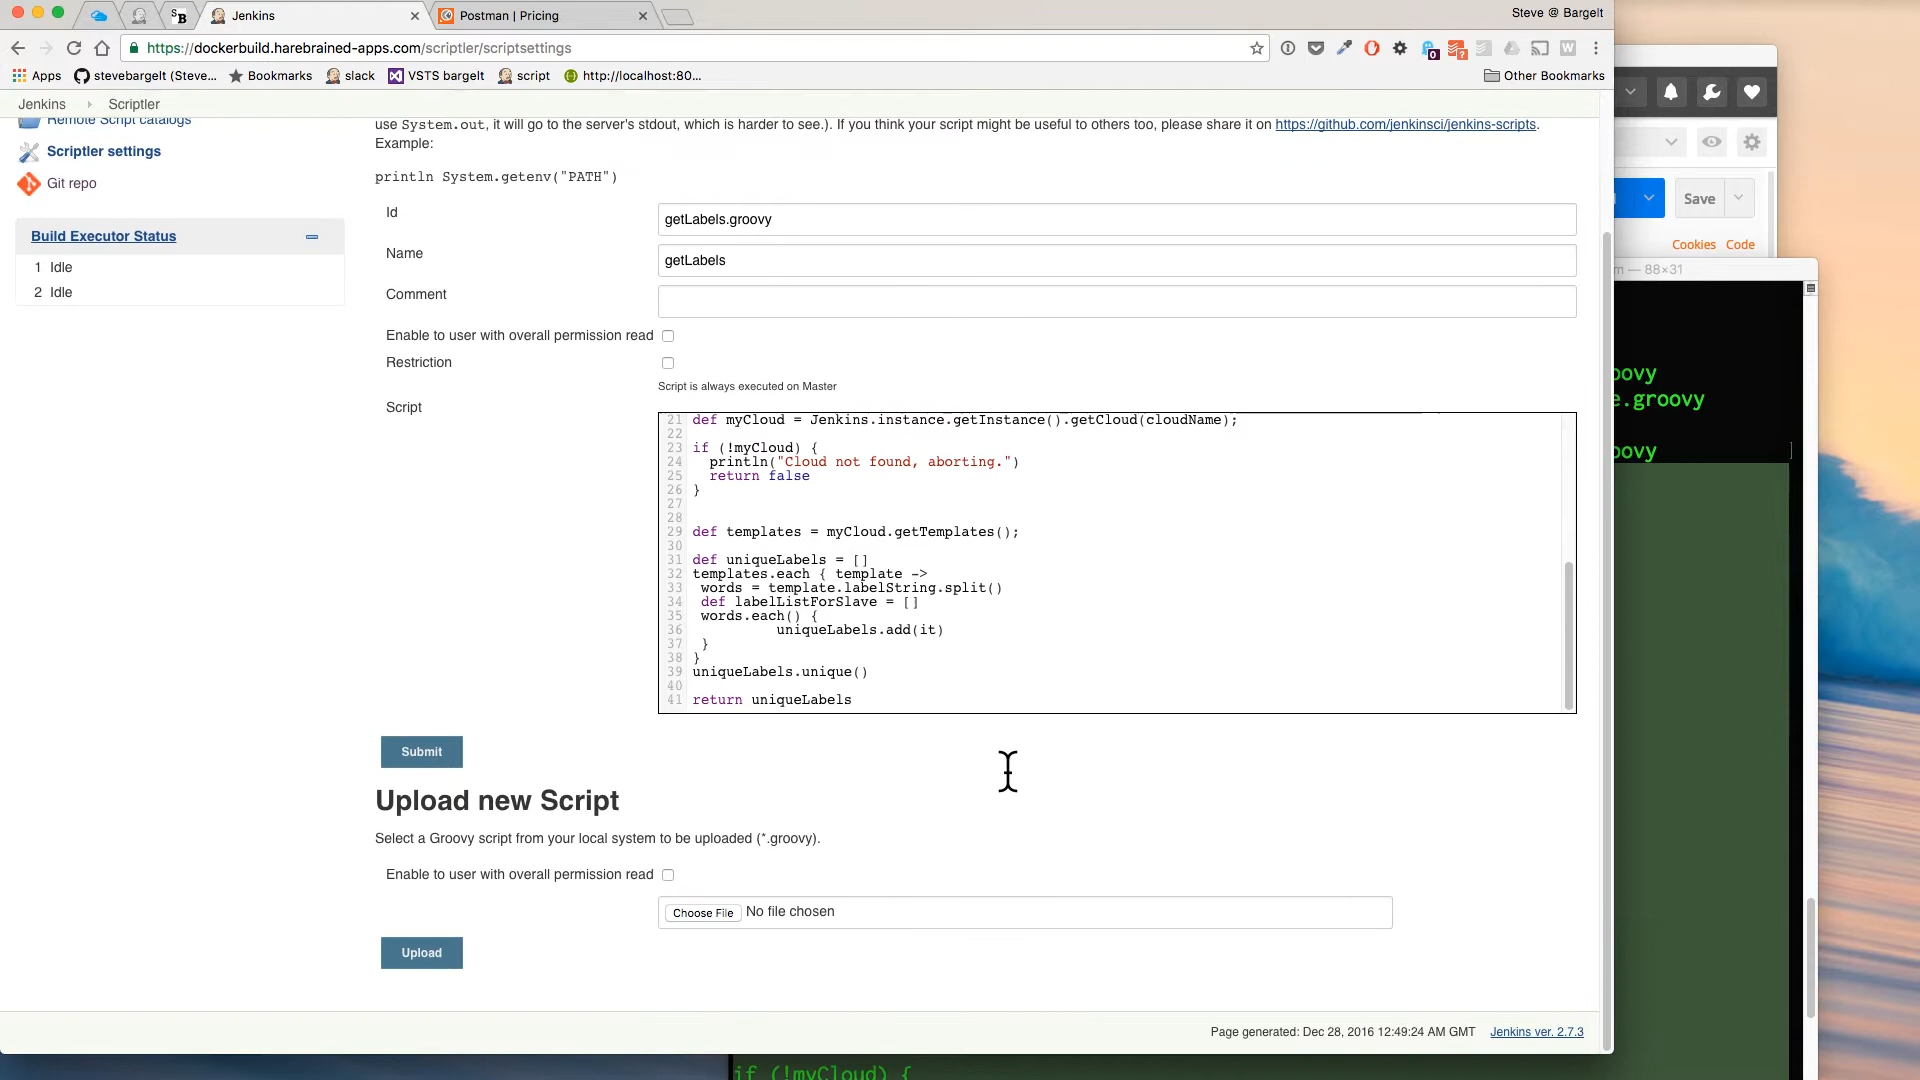 Jenkins
Postman | Pricing
Steve @ Bargelt
https://dockerbuild.harebrained-apps.com/scriptler/scriptsettings
Apps
stevebargelt (Steve...
Bookmarks
slack
VSTS bargelt
script
http://localhost:80...
Other Bookmarks
Jenkins
Scriptler
Remote Script catalogs
Scriptler settings
Git repo
Build Executor Status
1 Idle
2 Idle
use System.out, it will go to the server's stdout, which is harder to see.). If you think your script might be useful to others too, please share it on https://github.com/jenkinsci/jenkins-scripts.
Example:
println System.getenv("PATH")
Id
getLabels.groovy
Name
getLabels
Comment
Enable to user with overall permission read
Restriction
Script is always executed on Master
Script
21 def myCloud = Jenkins.instance.getInstance().getCloud(cloudName);
22
23 if (!myCloud) {
24 println("Cloud not found, aborting.")
25 return false
26 }
27
28
29 def templates = myCloud.getTemplates();
30
31 def uniqueLabels = []
32 templates.each { template ->
33 words = template.labelString.split()
34 def labelListForSlave = []
35 words.each() {
36 uniqueLabels.add(it)
37 }
38 }
39 uniqueLabels.unique()
40
41 return uniqueLabels
Submit
Upload new Script
Select a Groovy script from your local system to be uploaded (*.groovy).
Enable to user with overall permission read
Choose File No file chosen
Upload
Page generated: Dec 28, 2016 12:49:24 AM GMT
Jenkins ver. 2.7.3
Save
Cookies Code
m — 88×31
oovy
e.groovy
oovy
if (!myCloud) {